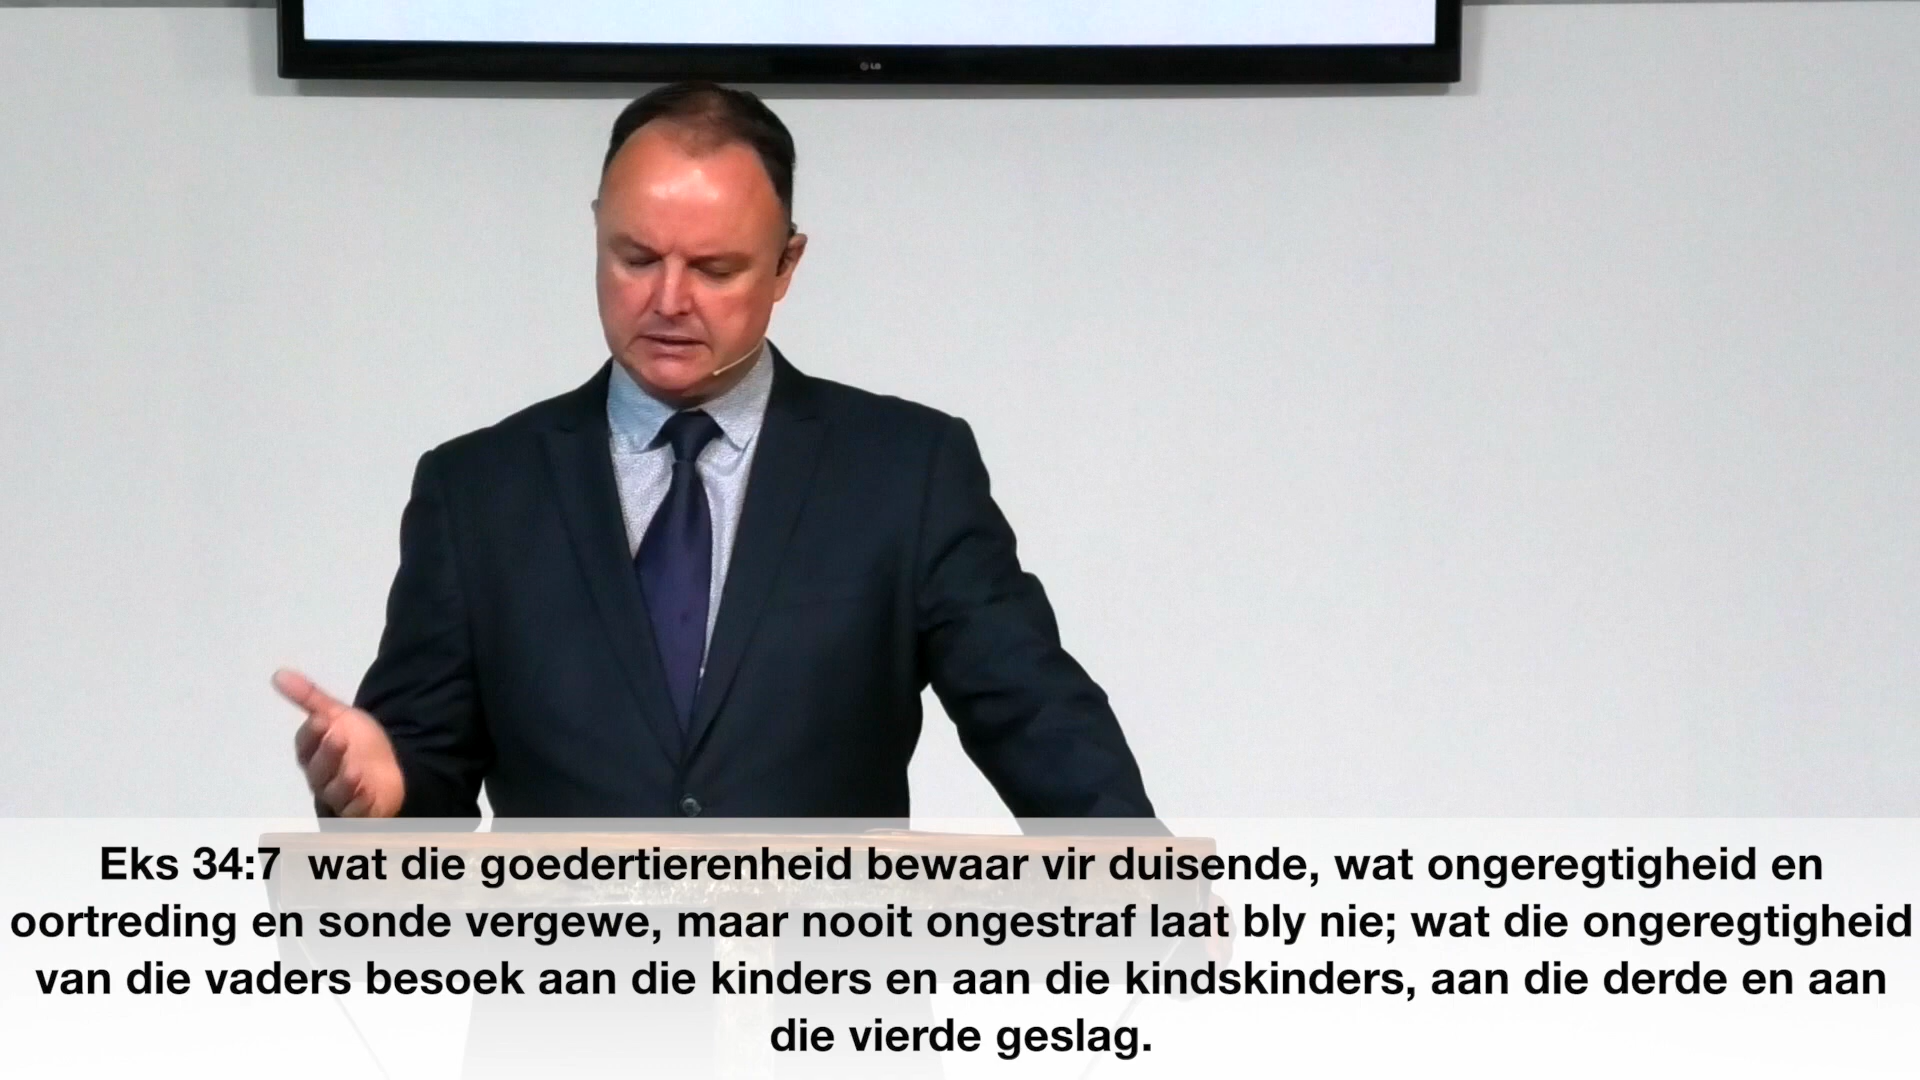 LG
Eks 34:7  wat die goedertierenheid bewaar vir duisende, wat ongeregtigheid en
oortreding en sonde vergewe, maar nooit ongestraf laat bly nie; wat die ongeregtigheid
van die vaders besoek aan die kinders en aan die kindskinders, aan die derde en aan
die vierde geslag.